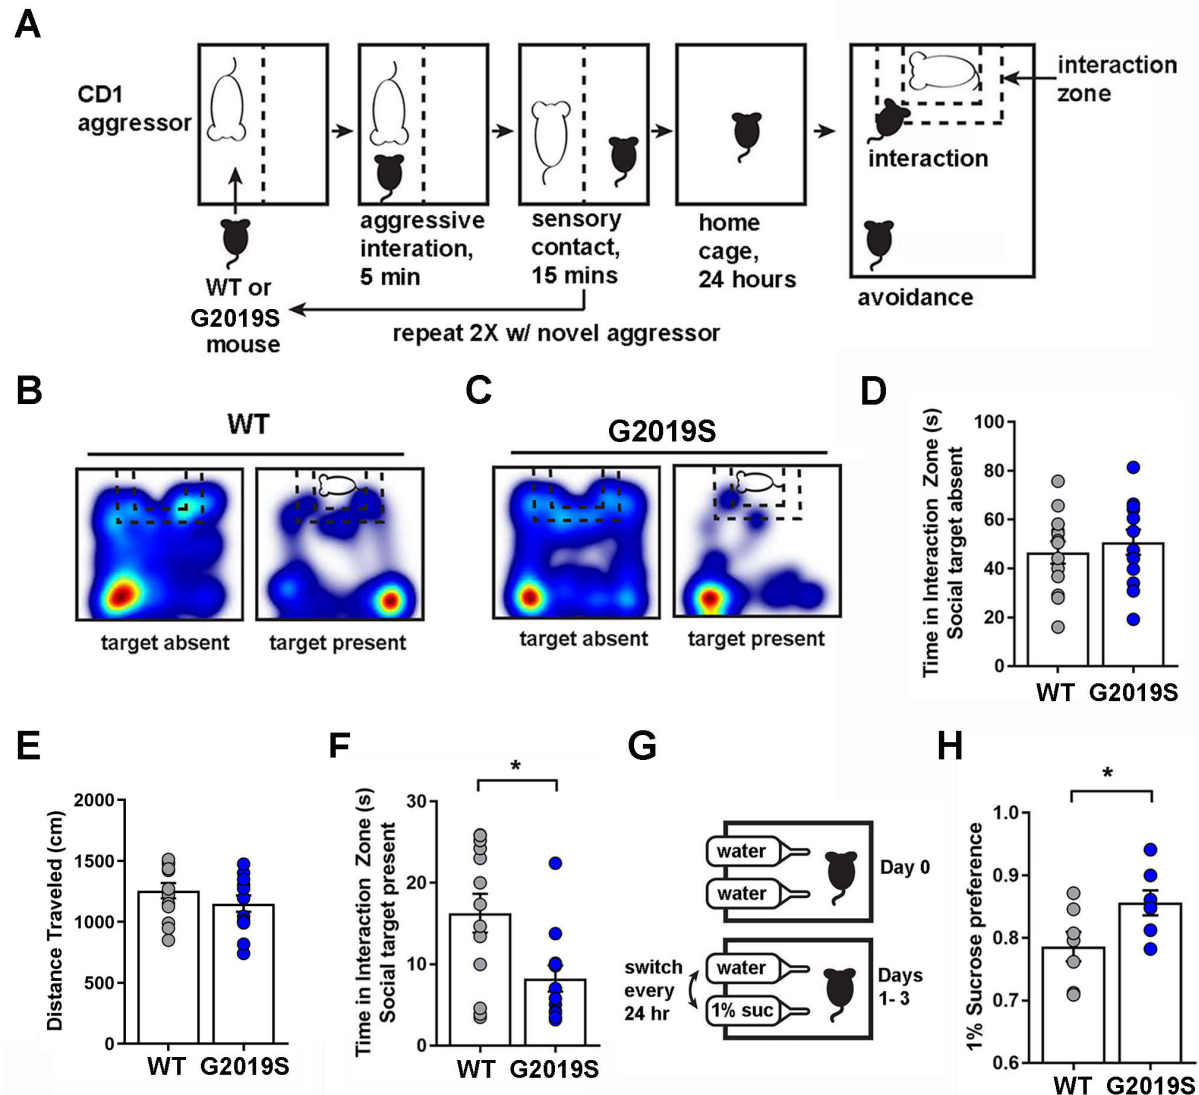 A
CD1
aggressor
WT or
G2019S
mouse
aggressive
interation,
5 min
sensory
contact,
15 mins
home
cage,
24 hours
interaction
zone
interaction
avoidance
repeat 2X w/ novel aggressor
B
WT
target absent
target present
C
G2019S
target absent
target present
D
Time in Interaction Zone (s)
Social target absent
100
80
60
40
20
0
WT
G2019S
E
Distance Traveled (cm)
2000
1500
1000
500
0
WT
G2019S
F
Time in Interaction Zone (s)
Social target present
30
20
10
0
*
WT
G2019S
G
water
water
Day 0
switch
every
24 hr
water
1% suc
Days
1- 3
H
1% Sucrose preference
1.0
0.9
0.8
0.7
0.6
*
WT
G2019S